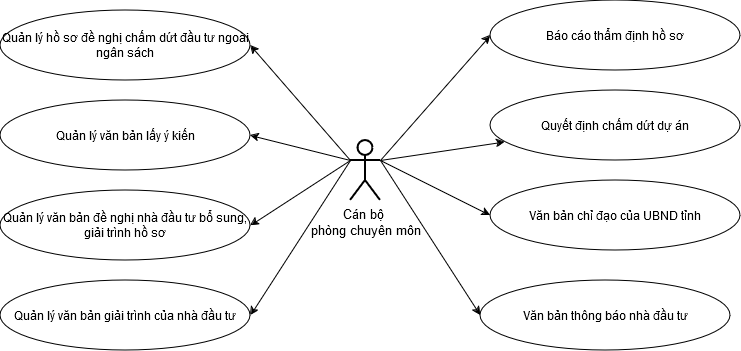 Quản lý hồ sơ đề nghị chấm dứt đầu tư ngoài
ngân sách
Quản lý văn bản lấy ý kiến
Quản lý văn bản đề nghị nhà đầu tư bổ sung,
giải trình hồ sơ
Quản lý văn bản giải trình của nhà đầu tư
Cán bộ
phòng chuyên môn
Báo cáo thẩm định hồ sơ
Quyết định chấm dứt dự án
Văn bản chỉ đạo của UBND tỉnh
Văn bản thông báo nhà đầu tư